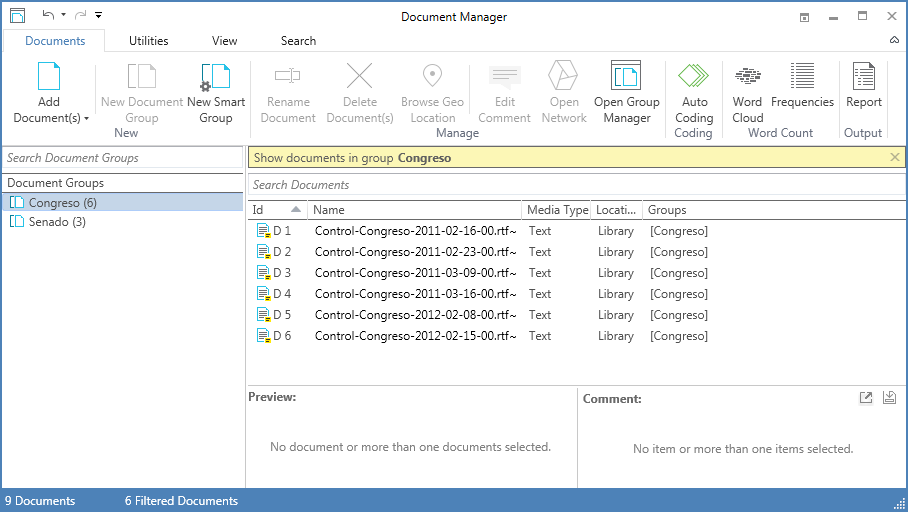 Document Manager
Documents Utilities View Search
Add Document(s)
New Document Group
New Smart Group
New
Rename Document
Delete Document(s)
Browse Geo Location
Edit Comment
Open Network
Open Group Manager
Manage
Auto Coding
Coding
Word Cloud
Frequencies
Word Count
Report
Output
Search Document Groups
Document Groups
Congreso (6)
Senado (3)
Show documents in group Congreso
Search Documents
Id Name Media Type Locati... Groups
D 1 Control-Congreso-2011-02-16-00.rtf~ Text Library [Congreso]
D 2 Control-Congreso-2011-02-23-00.rtf~ Text Library [Congreso]
D 3 Control-Congreso-2011-03-09-00.rtf~ Text Library [Congreso]
D 4 Control-Congreso-2011-03-16-00.rtf~ Text Library [Congreso]
D 5 Control-Congreso-2012-02-08-00.rtf~ Text Library [Congreso]
D 6 Control-Congreso-2012-02-15-00.rtf~ Text Library [Congreso]
Preview:
No document or more than one documents selected.
Comment:
No item or more than one items selected.
9 Documents 6 Filtered Documents